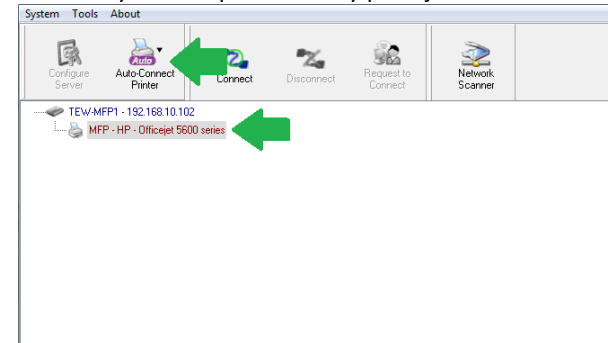 System Tools About
Configure Server
Auto
Auto-Connect Printer
Connect
Disconnect
Request to Connect
Network Scanner
TEW-MFP1 - 192.168.10.102
MFP - HP - Officejet 5600 series